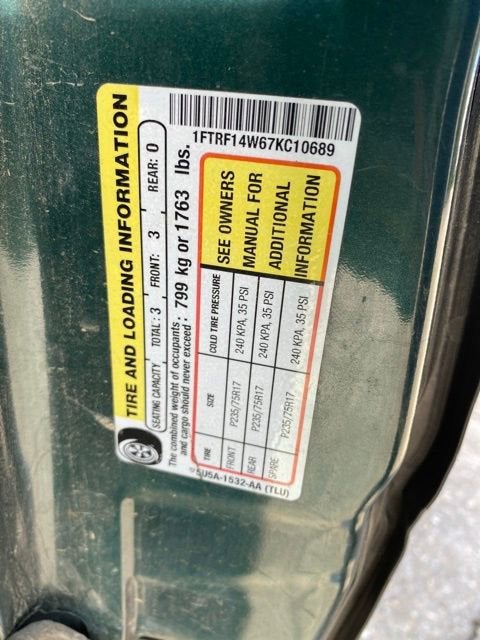 TIRE AND LOADING INFORMATION
SEATING CAPACITY TOTAL: 3 FRONT: 3 REAR: 0
The combined weight of occupants and cargo should never exceed: 799 kg or 1763 lbs.
TIRE SIZE COLD TIRE PRESSURE
FRONT P235/75R17 240 KPA, 35 PSI
REAR P235/75R17 240 KPA, 35 PSI
SPARE P235/75R17 240 KPA, 35 PSI
SEE OWNERS
MANUAL FOR
ADDITIONAL
INFORMATION
5U5A-1532-AA (TLU)
1FTRF14W67KC10689